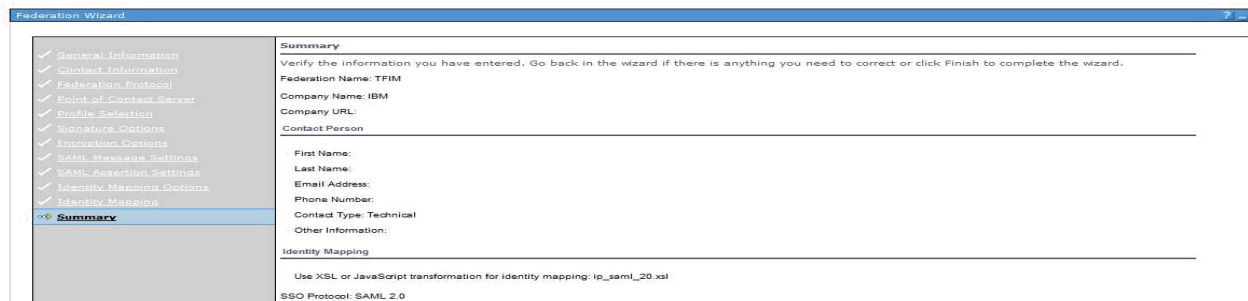 Federation Wizard
General Information
Contact Information
Federation Protocol
Point of Contact Server
Profile Selection
Signature Options
Encryption Options
SAML Message Settings
SAML Assertion Settings
Identity Mapping Options
Identity Mapping
Summary
Summary
Verify the information you have entered. Go back in the wizard if there is anything you need to correct or click Finish to complete the wizard.
Federation Name: TFIM
Company Name: IBM
Company URL:
Contact Person
First Name:
Last Name:
Email Address:
Phone Number:
Contact Type: Technical
Other Information:
Identity Mapping
Use XSL or JavaScript transformation for identity mapping: ip_saml_20.xsl
SSO Protocol: SAML 2.0